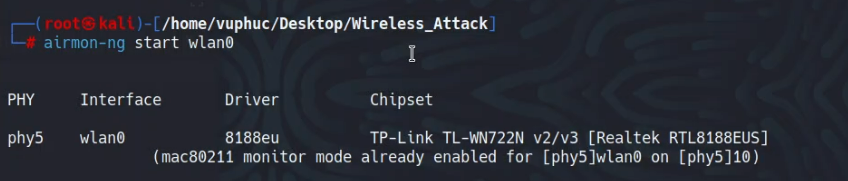 (root㉿kali)-[/home/vuphuc/Desktop/Wireless_Attack]
# airmon-ng start wlan0
PHY Interface Driver Chipset
phy5 wlan0 8188eu TP-Link TL-WN722N v2/v3 [Realtek RTL8188EUS]
(mac80211 monitor mode already enabled for [phy5]wlan0 on [phy5]10)